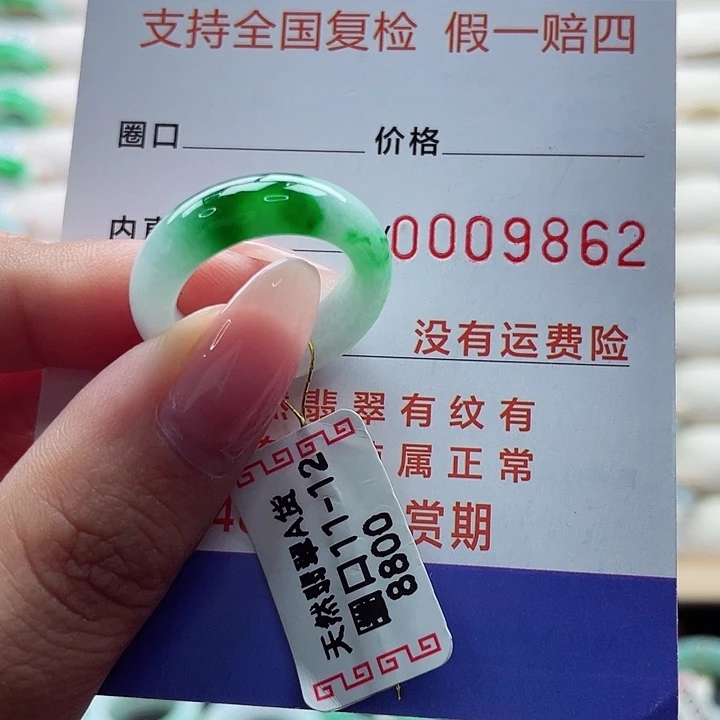 支持全国复检 假一赔四
圈口 价格
内直
0009862
没有运费险
翡翠有纹有
属正常
赏期
天然翡翠A货
圈口11-12
8800